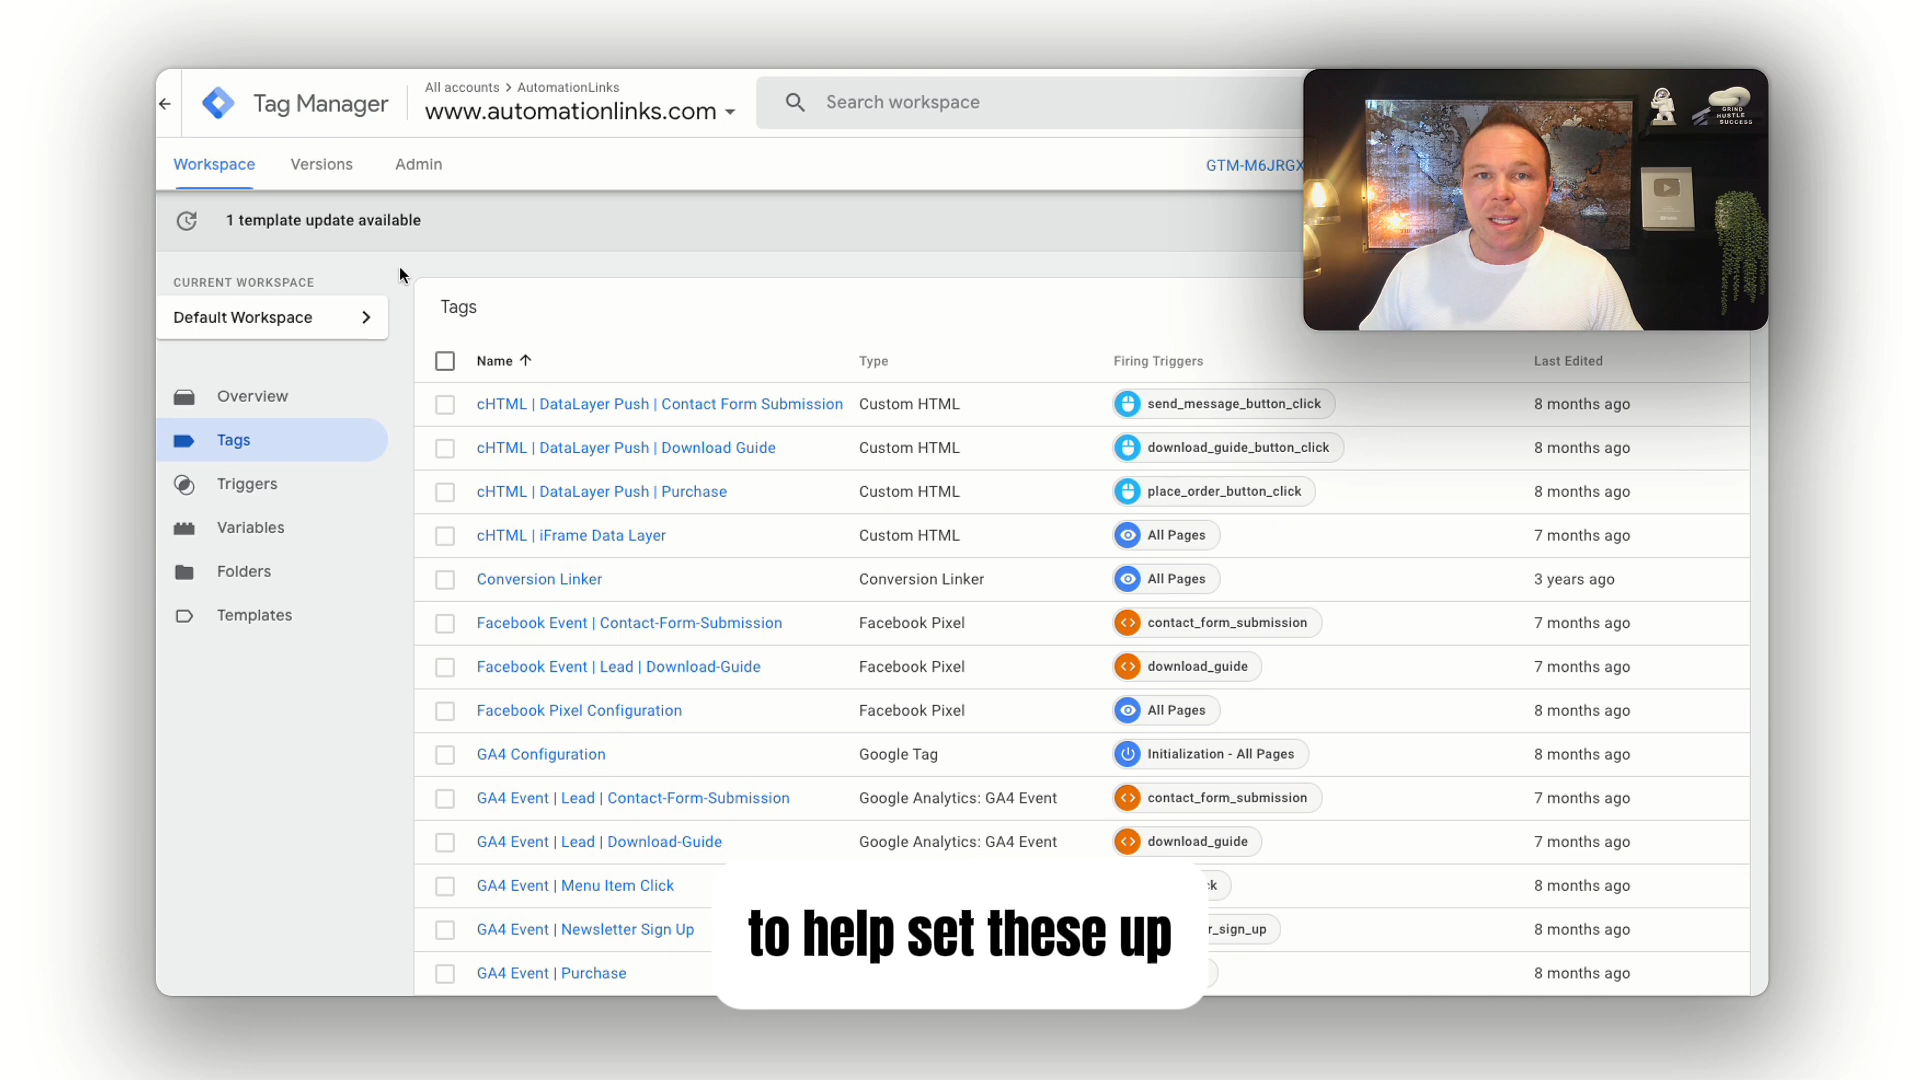 Tag Manager
All accounts > AutomationLinks
www.automationlinks.com
Search workspace
Workspace
Versions
Admin
GTM-M6JRGX
GRIND
HUSTLE
SUCCESS
1 template update available
CURRENT WORKSPACE
Default Workspace
Overview
Tags
Triggers
Variables
Folders
Templates
Tags
Name Type Firing Triggers Last Edited
cHTML | DataLayer Push | Contact Form Submission Custom HTML send_message_button_click 8 months ago
cHTML | DataLayer Push | Download Guide Custom HTML download_guide_button_click 8 months ago
cHTML | DataLayer Push | Purchase Custom HTML place_order_button_click 8 months ago
cHTML | iFrame Data Layer Custom HTML All Pages 7 months ago
Conversion Linker Conversion Linker All Pages 3 years ago
Facebook Event | Contact-Form-Submission Facebook Pixel contact_form_submission 7 months ago
Facebook Event | Lead | Download-Guide Facebook Pixel download_guide 7 months ago
Facebook Pixel Configuration Facebook Pixel All Pages 8 months ago
GA4 Configuration Google Tag Initialization - All Pages 8 months ago
GA4 Event | Lead | Contact-Form-Submission Google Analytics: GA4 Event contact_form_submission 7 months ago
GA4 Event | Lead | Download-Guide Google Analytics: GA4 Event download_guide 7 months ago
GA4 Event | Menu Item Click ck 8 months ago
GA4 Event | Newsletter Sign Up r_sign_up 8 months ago
GA4 Event | Purchase 8 months ago
to help set these up